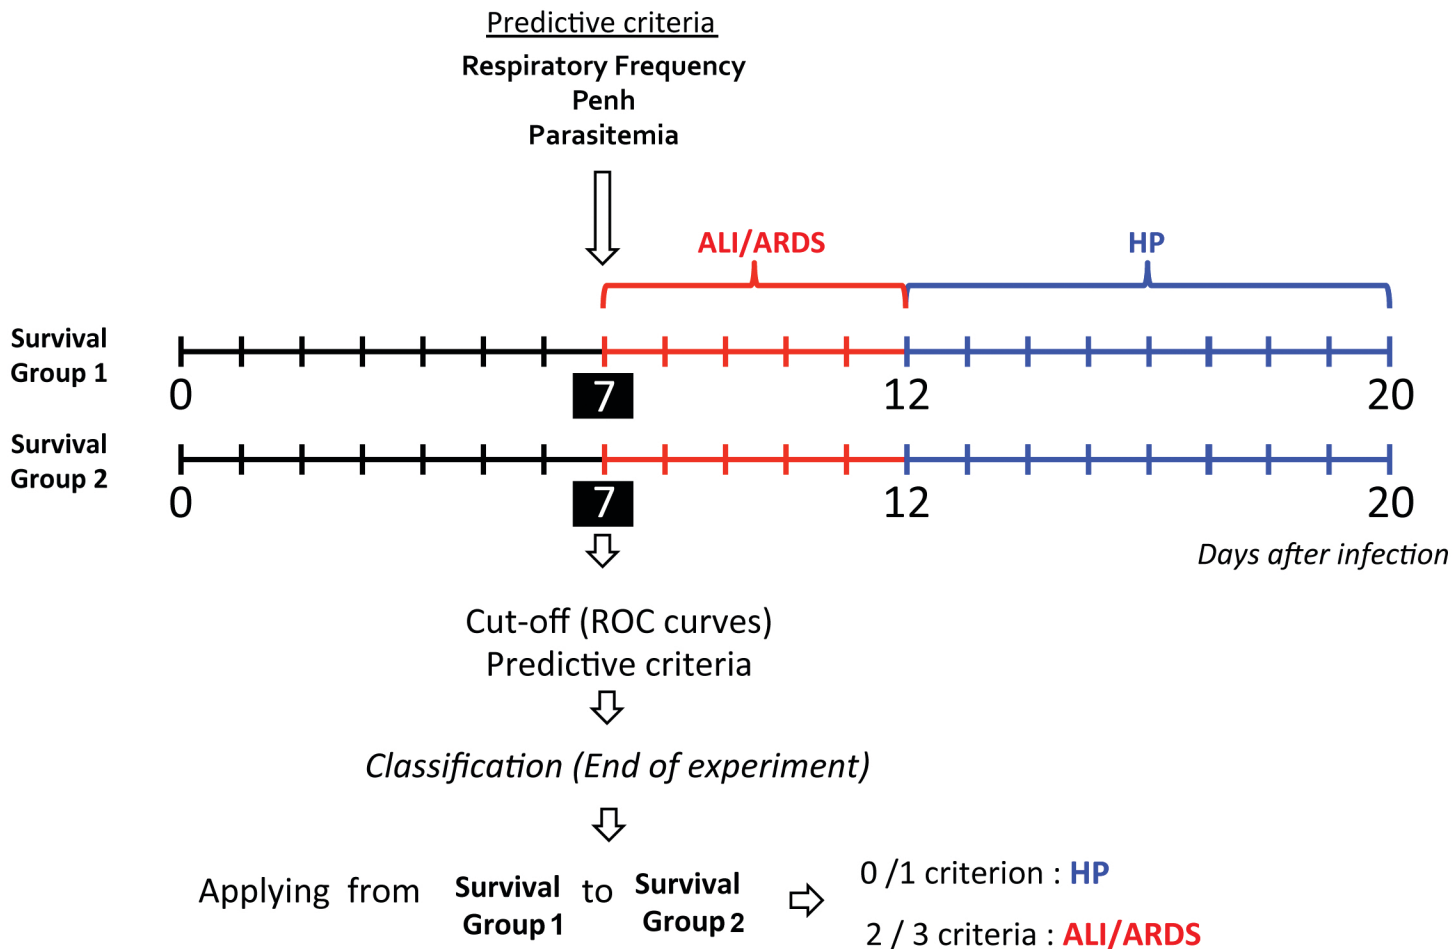 Predictive criteria
Respiratory Frequency
Penh
Parasitemia
ALI/ARDS
HP
Survival
Group 1
0
7
12
20
Survival
Group 2
0
7
12
20
Days after infection
Cut-off (ROC curves)
Predictive criteria
Classification (End of experiment)
Applying from Survival Group 1 to Survival Group 2
0 /1 criterion : HP
2 / 3 criteria : ALI/ARDS